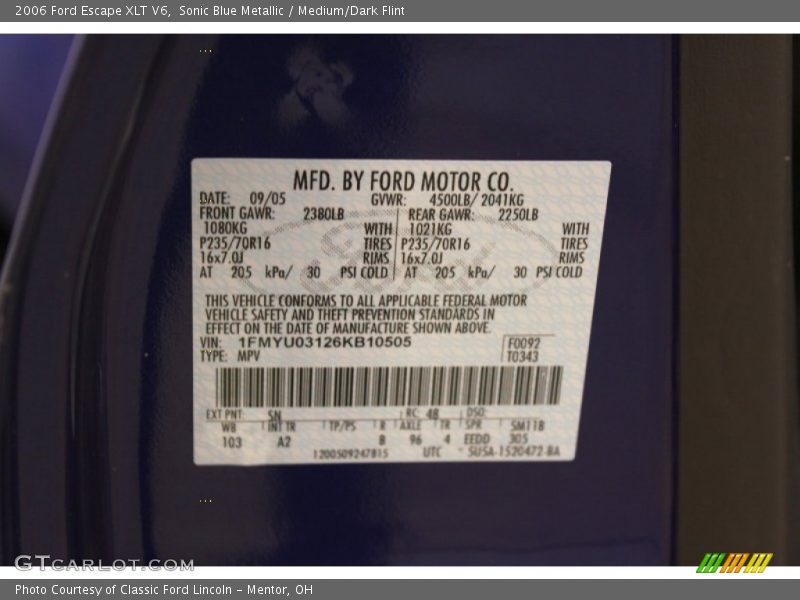 2006 Ford Escape XLT V6, Sonic Blue Metallic / Medium/Dark Flint
MFD. BY FORD MOTOR CO.
DATE: 09/05 GVWR: 4500LB/ 2041KG
FRONT GAWR: 2380LB REAR GAWR: 2250LB
1080KG WITH 1021KG WITH
P235/70R16 TIRES P235/70R16 TIRES
16x7.0J RIMS 16x7.0J RIMS
AT 205 kPa/ 30 PSI COLD AT 205 kPa/ 30 PSI COLD
Ford
THIS VEHICLE CONFORMS TO ALL APPLICABLE FEDERAL MOTOR
VEHICLE SAFETY AND THEFT PREVENTION STANDARDS IN
EFFECT ON THE DATE OF MANUFACTURE SHOWN ABOVE.
VIN: 1FMYU03126KB10505 F0092
TYPE: MPV T0343
EXT PNT: SN RC: 48 DSO:
WB INT TR TP/PS R AXLE TR SPR SM118
103 A2 B 96 4 EEDD 305
1200509247815 UTC SU5A-1520472-BA
GTCARLOT.COM
Photo Courtesy of Classic Ford Lincoln – Mentor, OH